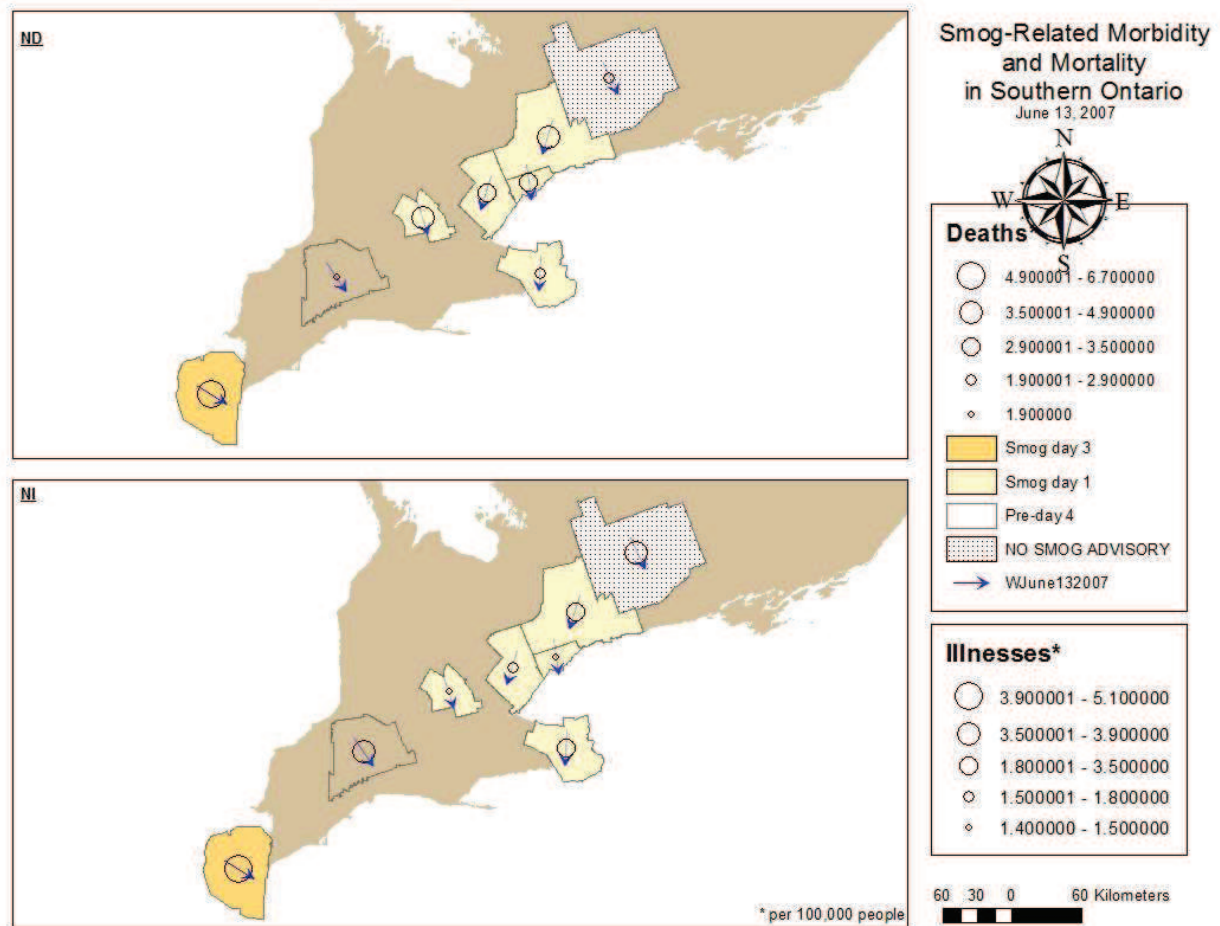 ND
NI
* per 100,000 people
Smog-Related Morbidity
and Mortality
in Southern Ontario
June 13, 2007
N
W E
S
Deaths*
4.900001 - 6.700000
3.500001 - 4.900000
2.900001 - 3.500000
1.900001 - 2.900000
1.900000
Smog day 3
Smog day 1
Pre-day 4
NO SMOG ADVISORY
WJune132007
Illnesses*
3.900001 - 5.100000
3.500001 - 3.900000
1.800001 - 3.500000
1.500001 - 1.800000
1.400000 - 1.500000
60 30 0 60 Kilometers